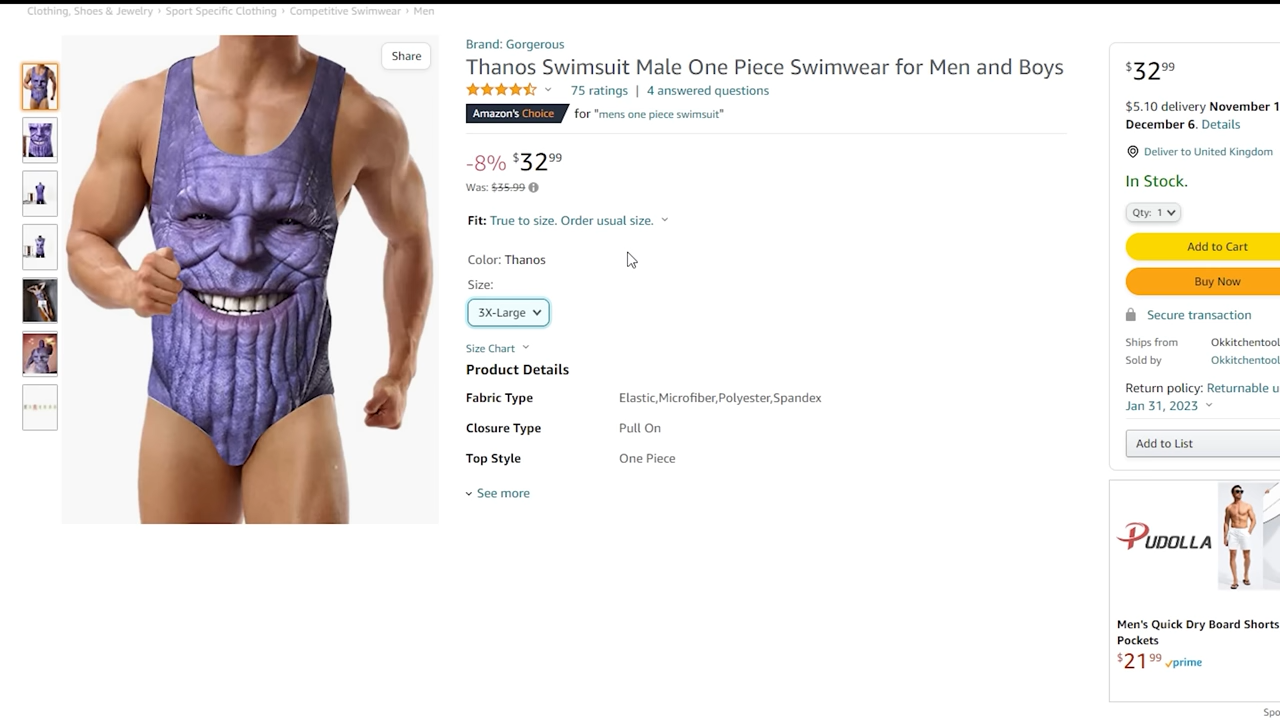 Clothing, Shoes & Jewelry › Sport Specific Clothing › Competitive Swimwear › Men
Share
Brand: Gorgerous
Thanos Swimsuit Male One Piece Swimwear for Men and Boys
75 ratings | 4 answered questions
Amazon's Choice for "mens one piece swimsuit"
-8% $32.99
Was: $35.99
Fit: True to size. Order usual size.
Color: Thanos
Size:
3X-Large
Size Chart
Product Details
Fabric Type Elastic,Microfiber,Polyester,Spandex
Closure Type Pull On
Top Style One Piece
See more
$32.99
$5.10 delivery November 1
December 6. Details
Deliver to United Kingdom
In Stock.
Qty: 1
Add to Cart
Buy Now
Secure transaction
Ships from Okkitchentool
Sold by Okkitchentool
Return policy: Returnable u
Jan 31, 2023
Add to List
PUDOLLA
Men's Quick Dry Board Shorts
Pockets
$21.99 prime
Spo